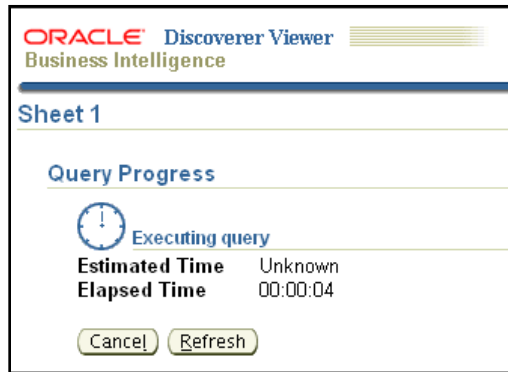 ORACLE Discoverer Viewer
Business Intelligence
Sheet 1
Query Progress
Executing query
Estimated Time Unknown
Elapsed Time 00:00:04
Cancel Refresh